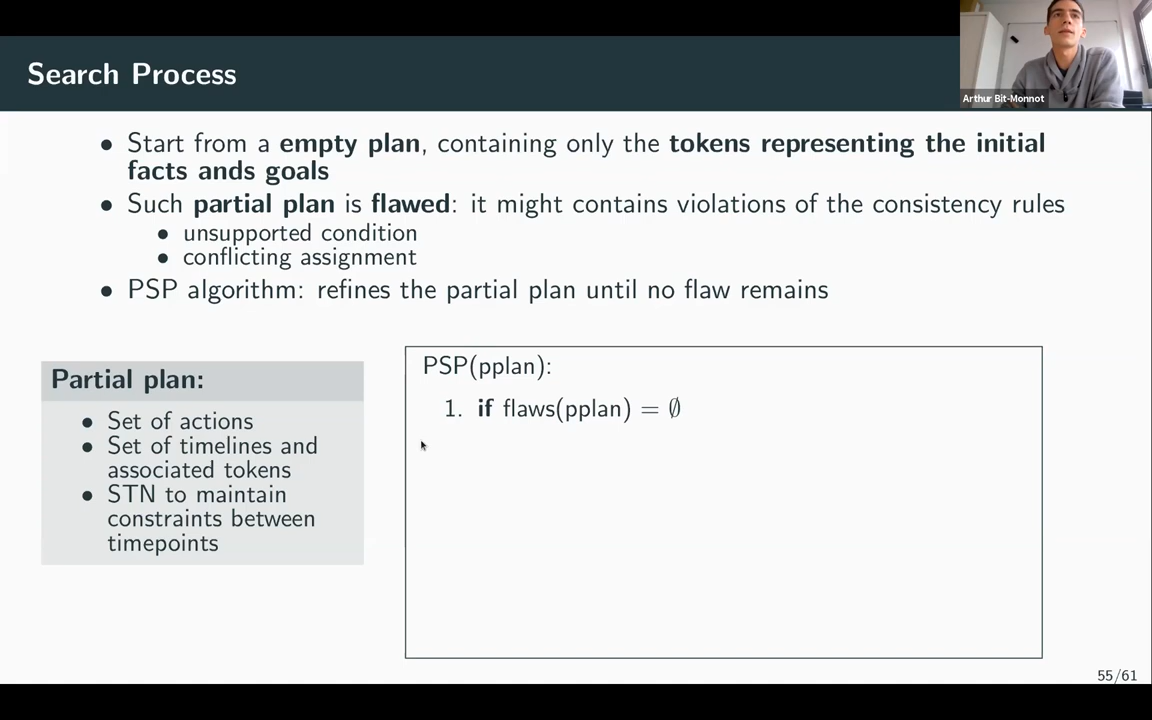 Search Process
Arthur Bit-Monnot
• Start from a empty plan, containing only the tokens representing the initial
facts ands goals
• Such partial plan is flawed: it might contains violations of the consistency rules
• unsupported condition
• conflicting assignment
• PSP algorithm: refines the partial plan until no flaw remains
Partial plan:
• Set of actions
• Set of timelines and
associated tokens
• STN to maintain
constraints between
timepoints
PSP(pplan):
1. if flaws(pplan) = ∅
55/61